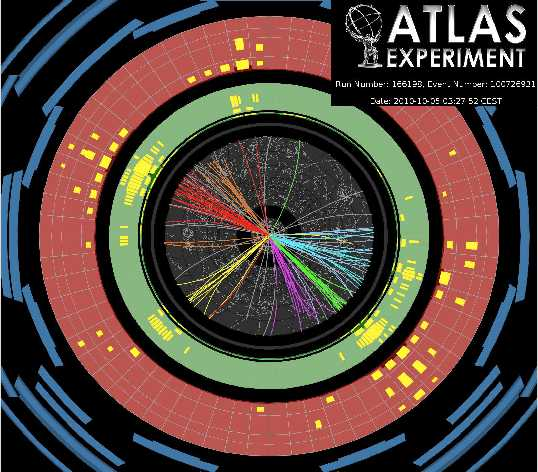 ATLAS
EXPERIMENT
Run Number: 166198, Event Number: 100726931
Date: 2010-10-05 03:27:52 CEST